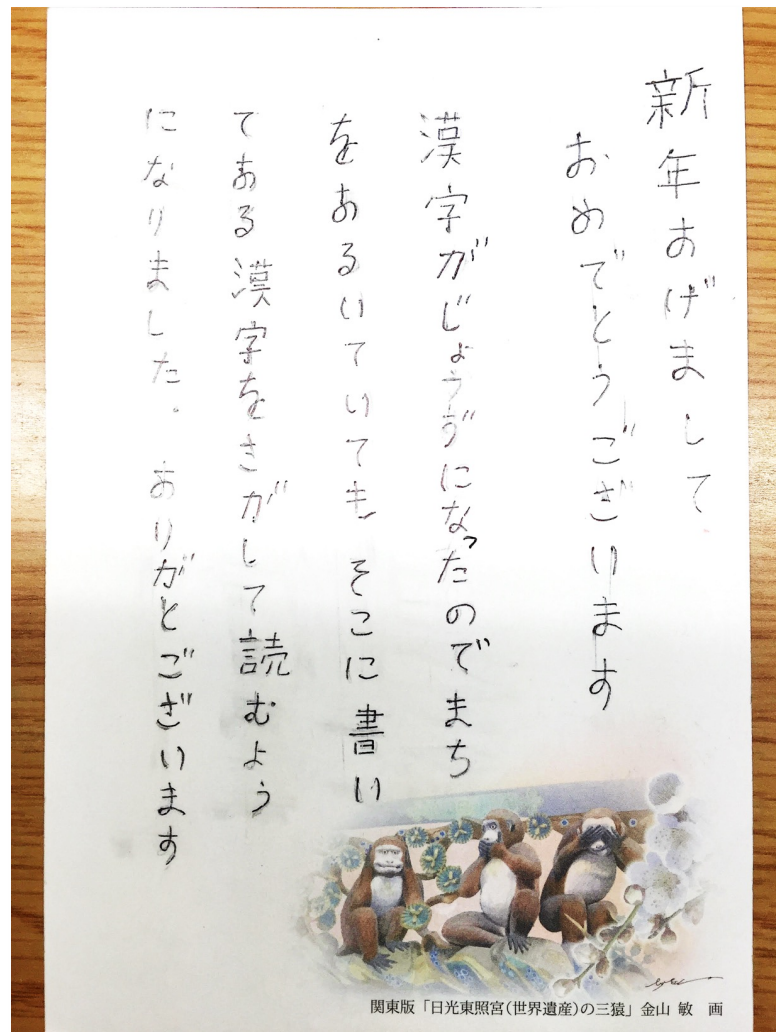 新年あげまして
おめでとうございます
漢字がじょうずになったのでまち
をあるいていても そこに書い
てある漢字をさがして読むよう
になりました。ありがとございます
関東版「日光東照宮(世界遺産)の三猿」金山 敏 画